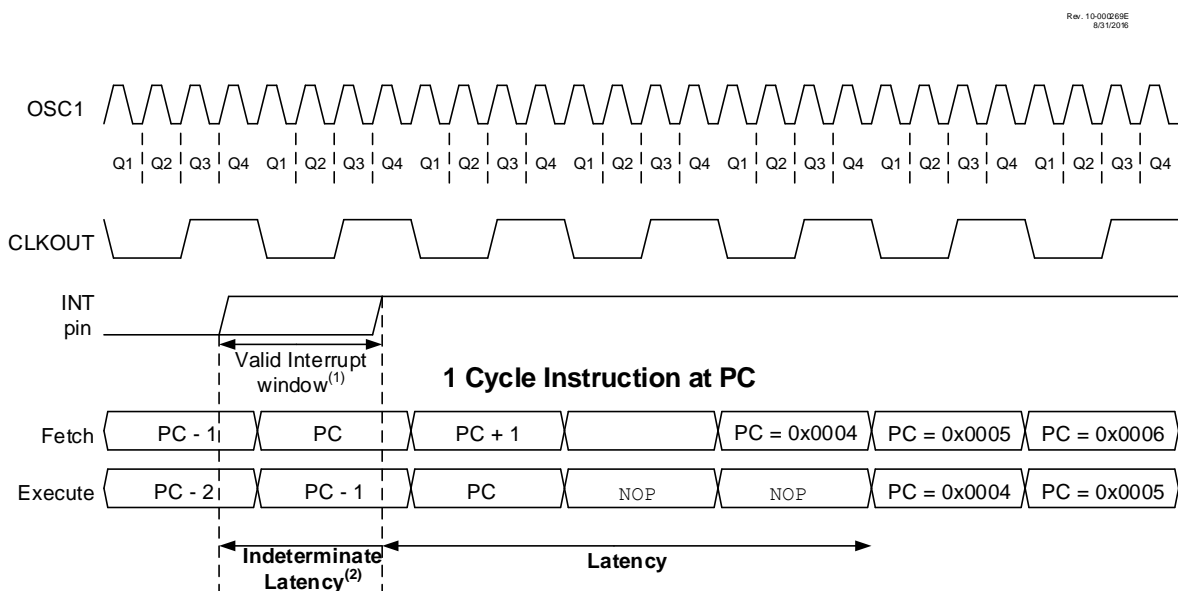 Rev. 10-000269E
8/31/2016
OSC1
Q1 Q2 Q3 Q4 Q1 Q2 Q3 Q4 Q1 Q2 Q3 Q4 Q1 Q2 Q3 Q4 Q1 Q2 Q3 Q4 Q1 Q2 Q3 Q4 Q1 Q2 Q3 Q4
CLKOUT
INT
pin
Valid Interrupt
window(1)
1 Cycle Instruction at PC
Fetch PC - 1 PC PC + 1 PC = 0x0004 PC = 0x0005 PC = 0x0006
Execute PC - 2 PC - 1 PC NOP NOP PC = 0x0004 PC = 0x0005
Indeterminate
Latency(2)
Latency